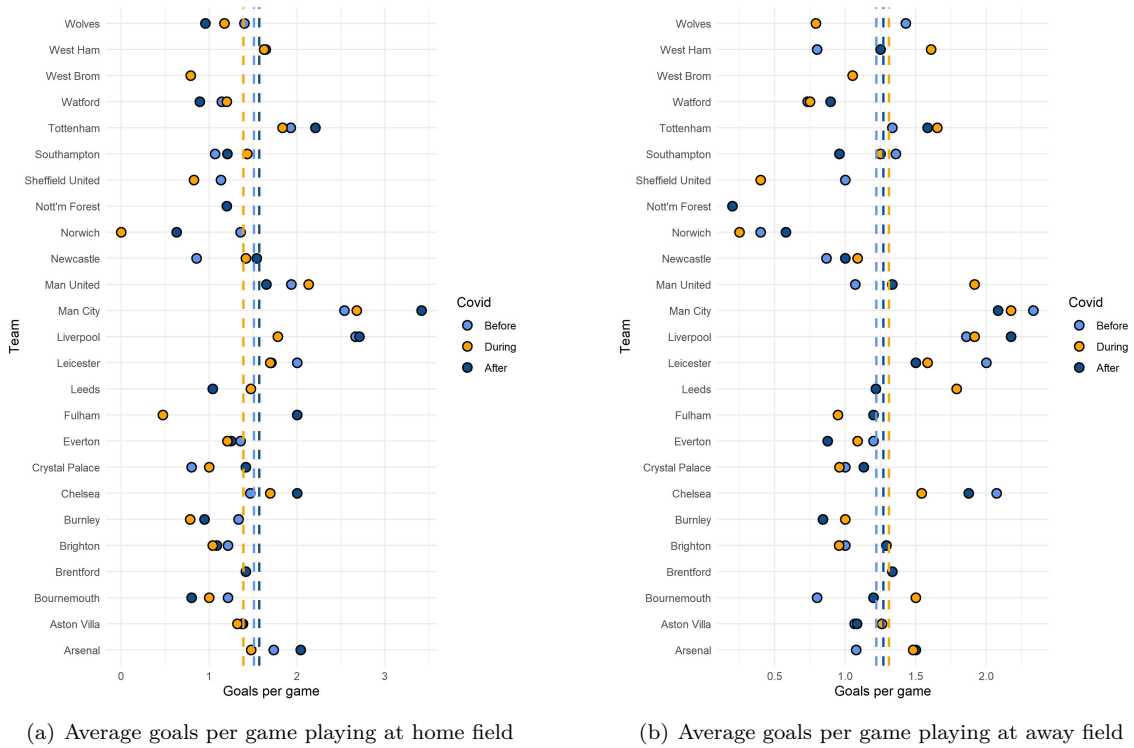 Wolves
West Ham
West Brom
Watford
Tottenham
Southampton
Sheffield United
Nott'm Forest
Norwich
Newcastle
Man United
Man City
Liverpool
Leicester
Leeds
Fulham
Everton
Crystal Palace
Chelsea
Burnley
Brighton
Brentford
Bournemouth
Aston Villa
Arsenal
Team
0 1 2 3
Goals per game
Covid
Before
During
After
(a) Average goals per game playing at home field
Wolves
West Ham
West Brom
Watford
Tottenham
Southampton
Sheffield United
Nott'm Forest
Norwich
Newcastle
Man United
Man City
Liverpool
Leicester
Leeds
Fulham
Everton
Crystal Palace
Chelsea
Burnley
Brighton
Brentford
Bournemouth
Aston Villa
Arsenal
Team
0.5 1.0 1.5 2.0
Goals per game
Covid
Before
During
After
(b) Average goals per game playing at away field